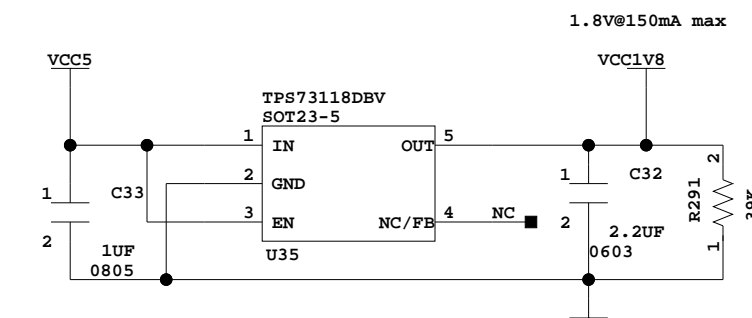 1.8V@150mA max
VCC5
VCC1V8
TPS73118DBV
SOT23-5
1
IN
OUT
5
2
GND
3
EN
NC/FB
4
NC
U35
1
C33
2
1UF
0805
1
C32
2
2.2UF
0603
2
R291
1
39K